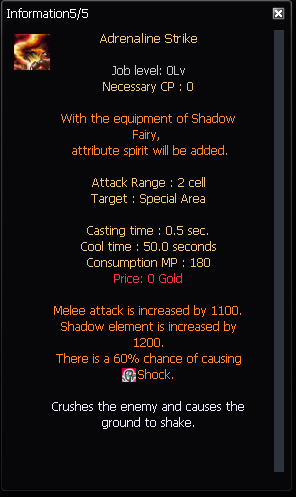 Information5/5
Adrenaline Strike
Job level: 0Lv
Necessary CP : 0
With the equipment of Shadow
Fairy,
attribute spirit will be added.
Attack Range : 2 cell
Target : Special Area
Casting time : 0.5 sec.
Cool time : 50.0 seconds
Consumption MP : 180
Price: 0 Gold
Melee attack is increased by 1100.
Shadow element is increased by
1200.
There is a 60% chance of causing
Shock.
Crushes the enemy and causes the
ground to shake.